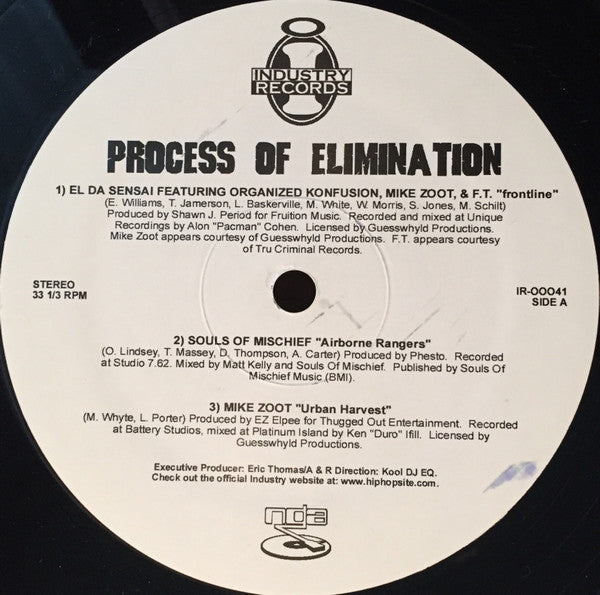 INDUSTRY
RECORDS
PROCESS OF ELIMINATION
1) EL DA SENSAI FEATURING ORGANIZED KONFUSION, MIKE ZOOT, & F.T. "frontline"
(E. Williams, T. Jamerson, L. Baskerville, M. White, W. Morris, S. Jones, M. Schilt)
Produced by Shawn J. Period for Fruition Music. Recorded and mixed at Unique
Recordings by Alon "Pacman" Cohen. Licensed by Guesswhyld Productions.
Mike Zoot appears courtesy of Guesswhyld Productions. F.T. appears courtesy
of Tru Criminal Records.
STEREO
33 1/3 RPM
IR-OOO41
SIDE A
2) SOULS OF MISCHIEF "Airborne Rangers"
(O. Lindsey, T. Massey, D. Thompson, A. Carter) Produced by Phesto. Recorded
at Studio 7.62. Mixed by Matt Kelly and Souls Of Mischief. Published by Souls Of
Mischief Music (BMI).
3) MIKE ZOOT "Urban Harvest"
(M. Whyte, L. Porter) Produced by EZ Elpee for Thugged Out Entertainment. Recorded
at Battery Studios, mixed at Platinum Island by Ken "Duro" Ifill. Licensed by
Guesswhyld Productions.
Executive Producer: Eric Thomas/A & R Direction: Kool DJ EQ.
Check out the official Industry website at: www.hiphopsite.com.
nga